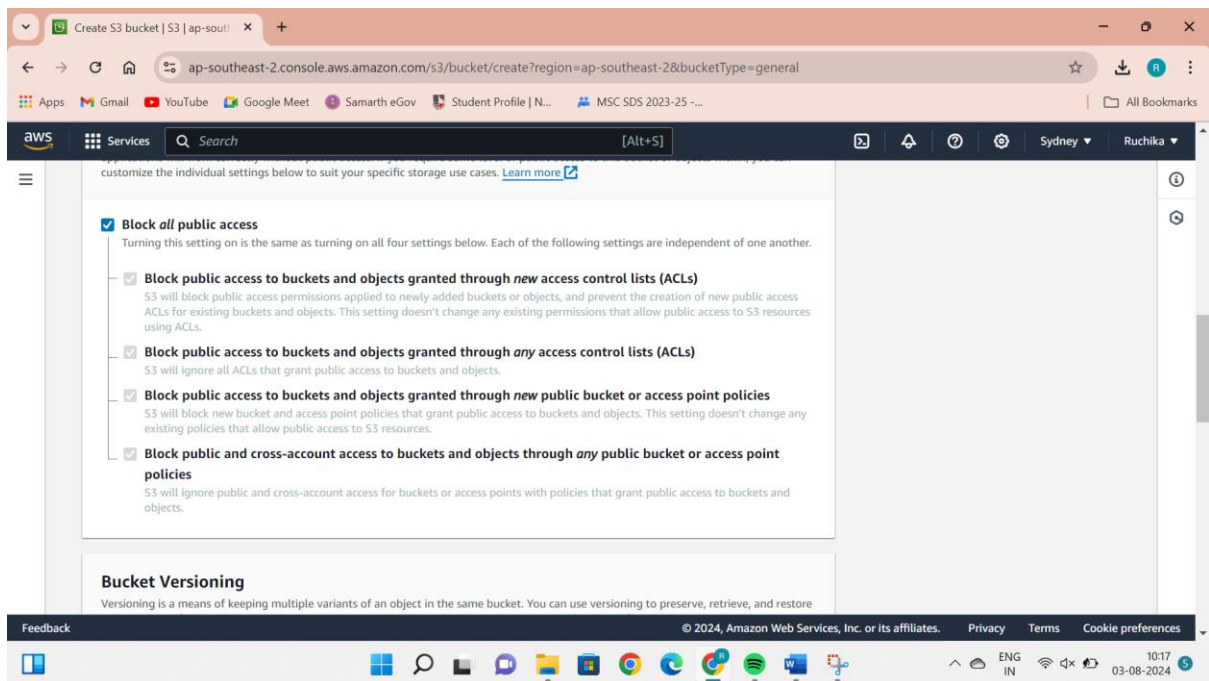 Create S3 bucket | S3 | ap-sout
ap-southeast-2.console.aws.amazon.com/s3/bucket/create?region=ap-southeast-2&bucketType=general
R
Apps Gmail YouTube Google Meet Samarth eGov Student Profile | N... MSC SDS 2023-25 -... All Bookmarks
aws Services Search [Alt+S] Sydney Ruchika
customize the individual settings below to suit your specific storage use cases. Learn more
Block all public access
Turning this setting on is the same as turning on all four settings below. Each of the following settings are independent of one another.
Block public access to buckets and objects granted through new access control lists (ACLs)
S3 will block public access permissions applied to newly added buckets or objects, and prevent the creation of new public access
ACLs for existing buckets and objects. This setting doesn't change any existing permissions that allow public access to S3 resources
using ACLs.
Block public access to buckets and objects granted through any access control lists (ACLs)
S3 will ignore all ACLs that grant public access to buckets and objects.
Block public access to buckets and objects granted through new public bucket or access point policies
S3 will block new bucket and access point policies that grant public access to buckets and objects. This setting doesn't change any
existing policies that allow public access to S3 resources.
Block public and cross-account access to buckets and objects through any public bucket or access point
policies
S3 will ignore public and cross-account access for buckets or access points with policies that grant public access to buckets and
objects.
Bucket Versioning
Versioning is a means of keeping multiple variants of an object in the same bucket. You can use versioning to preserve, retrieve, and restore
Feedback © 2024, Amazon Web Services, Inc. or its affiliates. Privacy Terms Cookie preferences
ENG 10:17
IN 03-08-2024 5